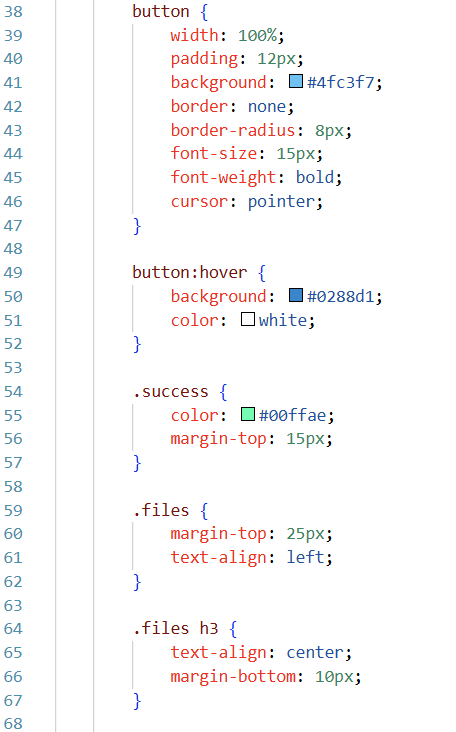 38 button {
39 width: 100%;
40 padding: 12px;
41 background: #4fc3f7;
42 border: none;
43 border-radius: 8px;
44 font-size: 15px;
45 font-weight: bold;
46 cursor: pointer;
47 }
48
49 button:hover {
50 background: #0288d1;
51 color: white;
52 }
53
54 .success {
55 color: #00ffae;
56 margin-top: 15px;
57 }
58
59 .files {
60 margin-top: 25px;
61 text-align: left;
62 }
63
64 .files h3 {
65 text-align: center;
66 margin-bottom: 10px;
67 }
68